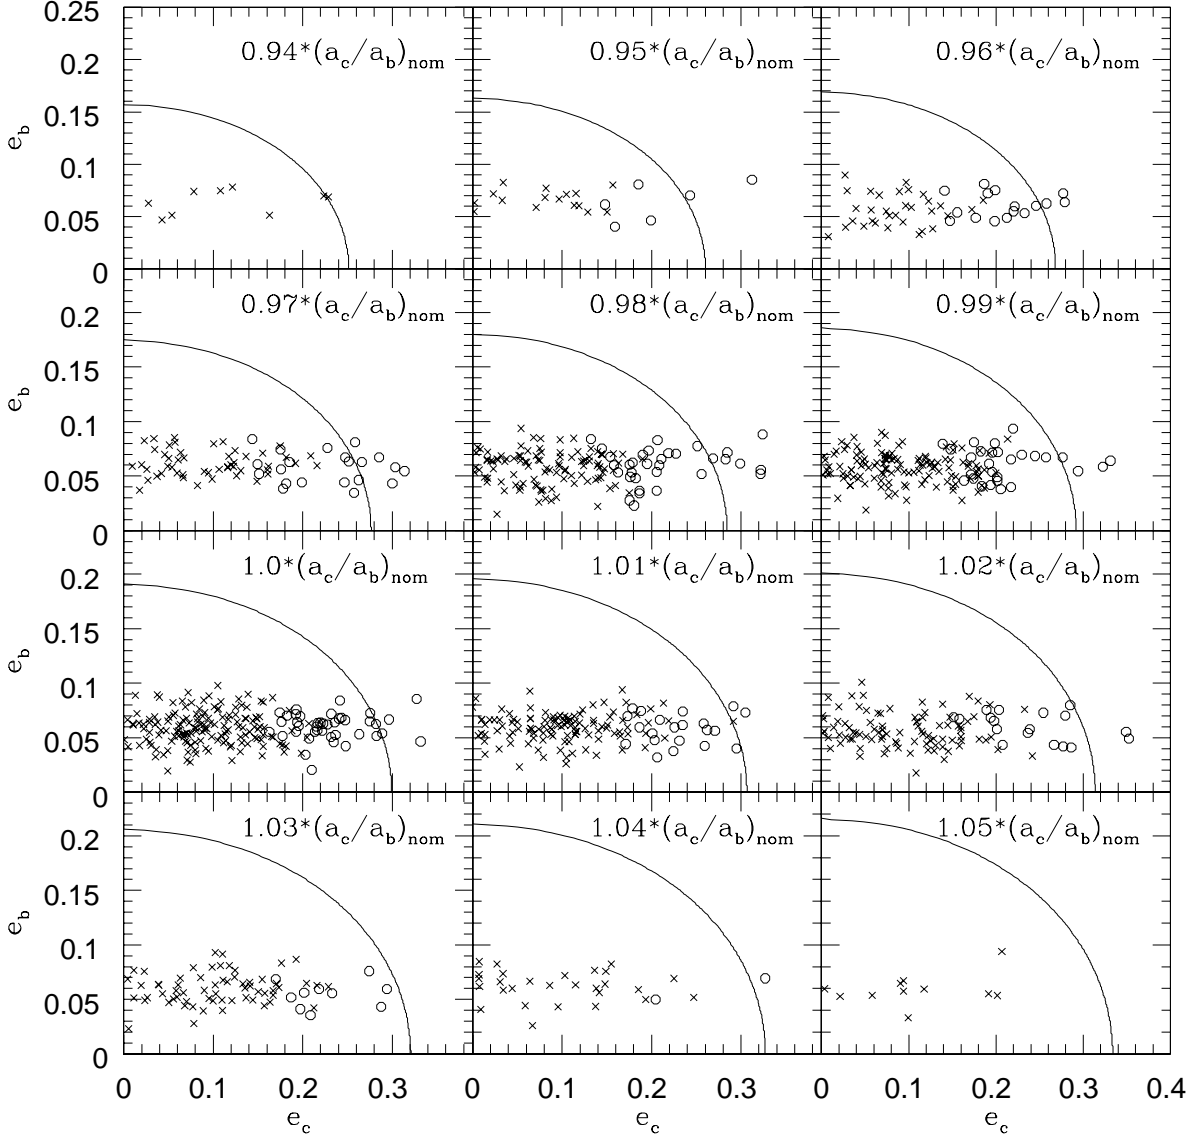 0.25
0.2
0.15
0.1
0.05
0
e_b
0.94*(a_c/a_b)_nom
0.95*(a_c/a_b)_nom
0.96*(a_c/a_b)_nom
0.2
0.15
0.1
0.05
0
e_b
0.97*(a_c/a_b)_nom
0.98*(a_c/a_b)_nom
0.99*(a_c/a_b)_nom
0.2
0.15
0.1
0.05
0
e_b
1.0*(a_c/a_b)_nom
1.01*(a_c/a_b)_nom
1.02*(a_c/a_b)_nom
0.2
0.15
0.1
0.05
0
e_b
1.03*(a_c/a_b)_nom
1.04*(a_c/a_b)_nom
1.05*(a_c/a_b)_nom
0 0.1 0.2 0.3 0 0.1 0.2 0.3 0 0.1 0.2 0.3 0.4
e_c e_c e_c